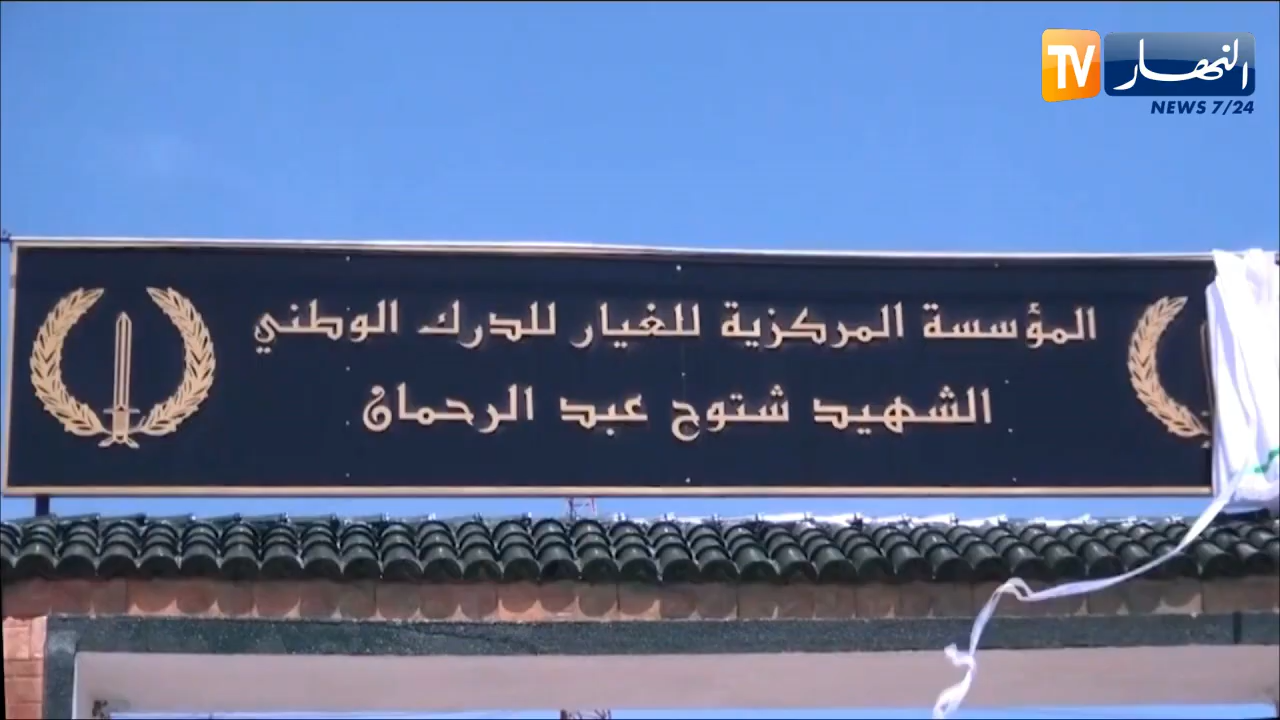 TV النهار
NEWS 7/24
المؤسسة المركزية للغيار للدرك الوطني
الشهيد شتوح عبد الرحمان